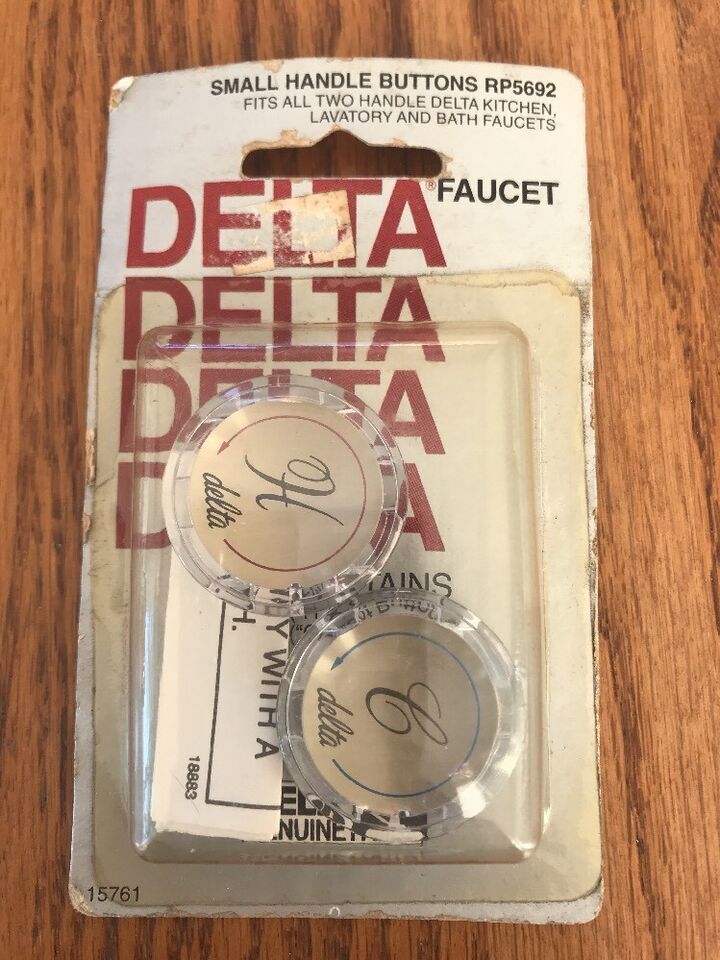 SMALL HANDLE BUTTONS RP5692
FITS ALL TWO HANDLE DELTA KITCHEN,
LAVATORY AND BATH FAUCETS
DELTA® FAUCET
DELTA
DELTA
DELTA
H
delta
TAINS
H.
WITH A
C
delta
18883
15761